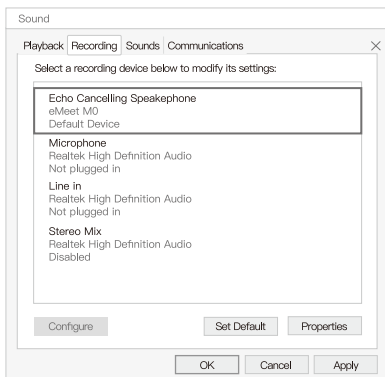 Sound
Playback Recording Sounds Communications
Select a recording device below to modify its settings:
Echo Cancelling Speakephone
eMeet M0
Default Device
Microphone
Realtek High Definition Audio
Not plugged in
Line in
Realtek High Definition Audio
Not plugged in
Stereo Mix
Realtek High Definition Audio
Disabled
Configure Set Default Properties
OK Cancel Apply